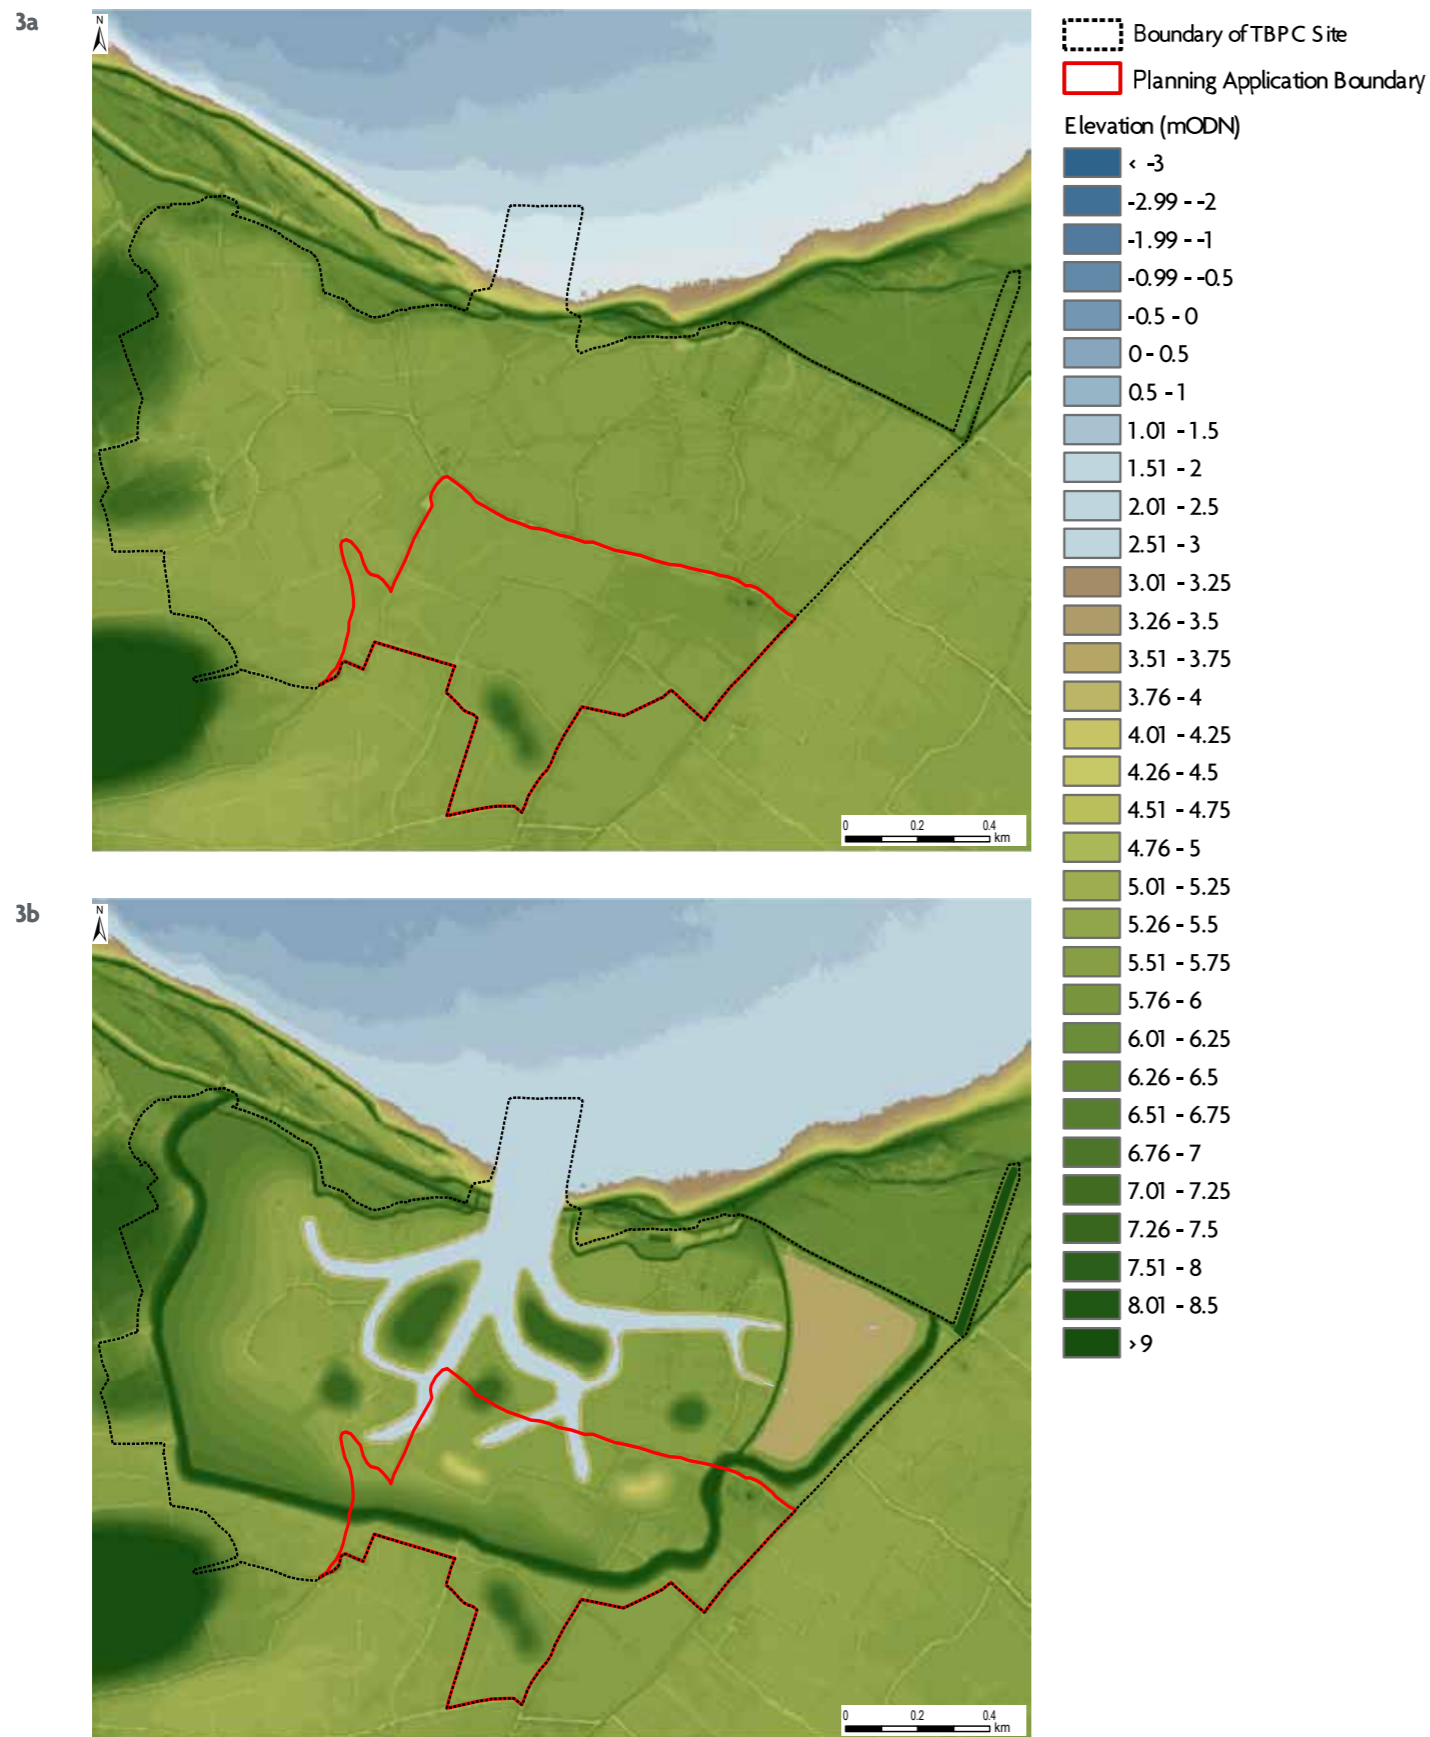 3a
N
0 0.2 0.4
km
Boundary of TBPC Site
Planning Application Boundary
Elevation (mODN)
< -3
-2.99 - -2
-1.99 - -1
-0.99 - -0.5
-0.5 - 0
0 - 0.5
0.5 - 1
1.01 - 1.5
1.51 - 2
2.01 - 2.5
2.51 - 3
3.01 - 3.25
3.26 - 3.5
3.51 - 3.75
3.76 - 4
4.01 - 4.25
4.26 - 4.5
4.51 - 4.75
4.76 - 5
5.01 - 5.25
5.26 - 5.5
5.51 - 5.75
5.76 - 6
6.01 - 6.25
6.26 - 6.5
6.51 - 6.75
6.76 - 7
7.01 - 7.25
7.26 - 7.5
7.51 - 8
8.01 - 8.5
> 9
3b
N
0 0.2 0.4
km